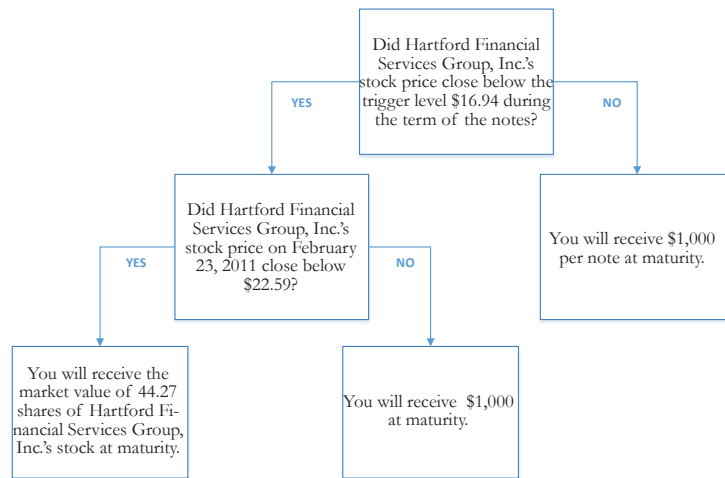 Did Hartford Financial
Services Group, Inc.'s
stock price close below the
trigger level $16.94 during
the term of the notes?
YES
NO
Did Hartford Financial
Services Group, Inc.'s
stock price on February
23, 2011 close below
$22.59?
You will receive $1,000
per note at maturity.
YES
NO
You will receive the
market value of 44.27
shares of Hartford Fi-
nancial Services Group,
Inc.'s stock at maturity.
You will receive $1,000
at maturity.